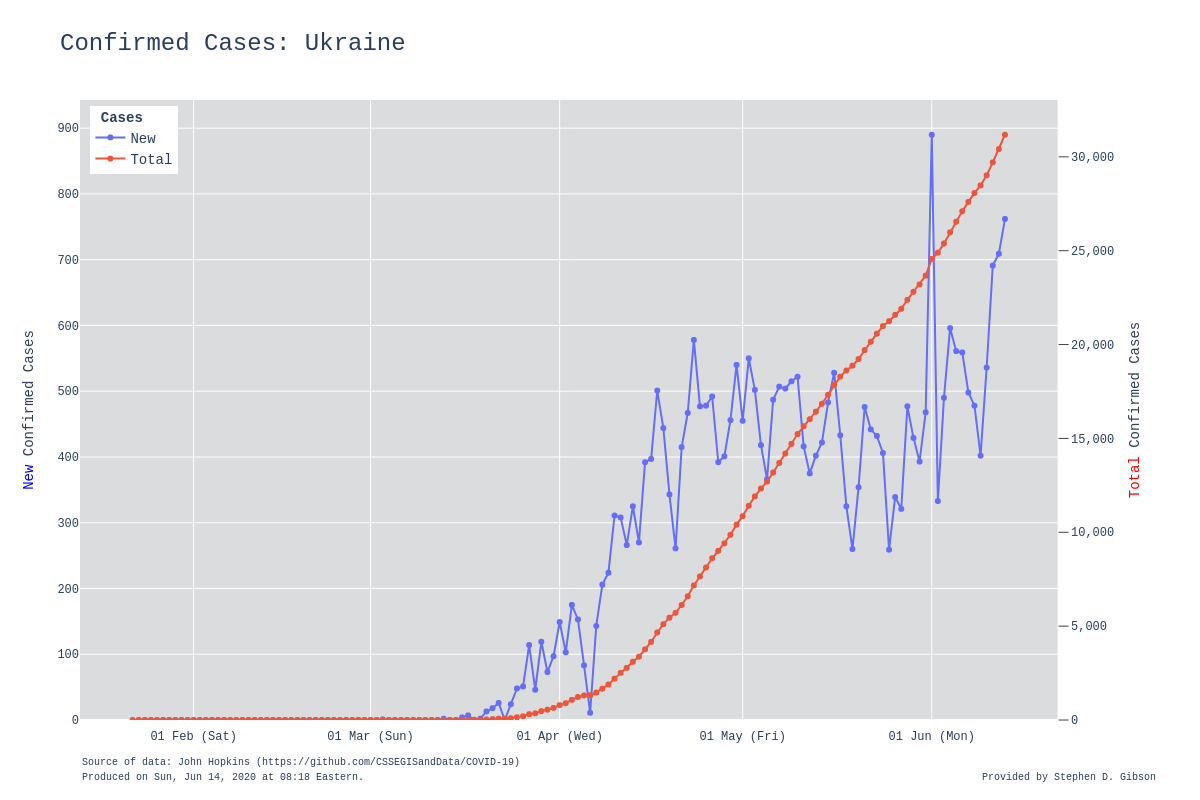 Confirmed Cases: Ukraine
Cases
New
Total
900
800
700
600
500
400
300
200
100
0
New Confirmed Cases
30,000
25,000
20,000
15,000
10,000
5,000
0
Total Confirmed Cases
01 Feb (Sat)
01 Mar (Sun)
01 Apr (Wed)
01 May (Fri)
01 Jun (Mon)
Source of data: John Hopkins (https://github.com/CSSEGISandData/COVID-19)
Produced on Sun, Jun 14, 2020 at 08:18 Eastern.
Provided by Stephen D. Gibson